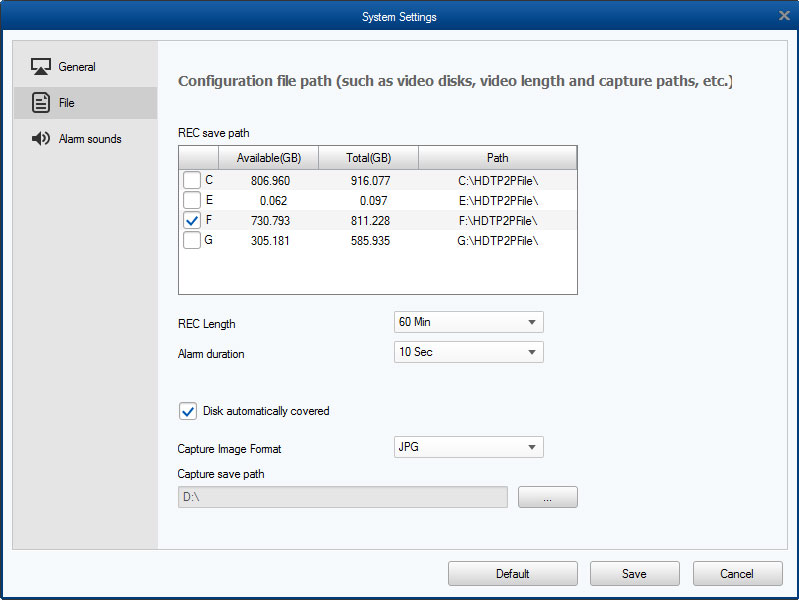 System Settings
General
File
Alarm sounds
Configuration file path (such as video disks, video length and capture paths, etc.)
REC save path
Available(GB) Total(GB) Path
C 806.960 916.077 C:\HDTP2PFile\
E 0.062 0.097 E:\HDTP2PFile\
F 730.793 811.228 F:\HDTP2PFile\
G 305.181 585.935 G:\HDTP2PFile\
REC Length 60 Min
Alarm duration 10 Sec
Disk automatically covered
Capture Image Format JPG
Capture save path
D:\ ...
Default Save Cancel